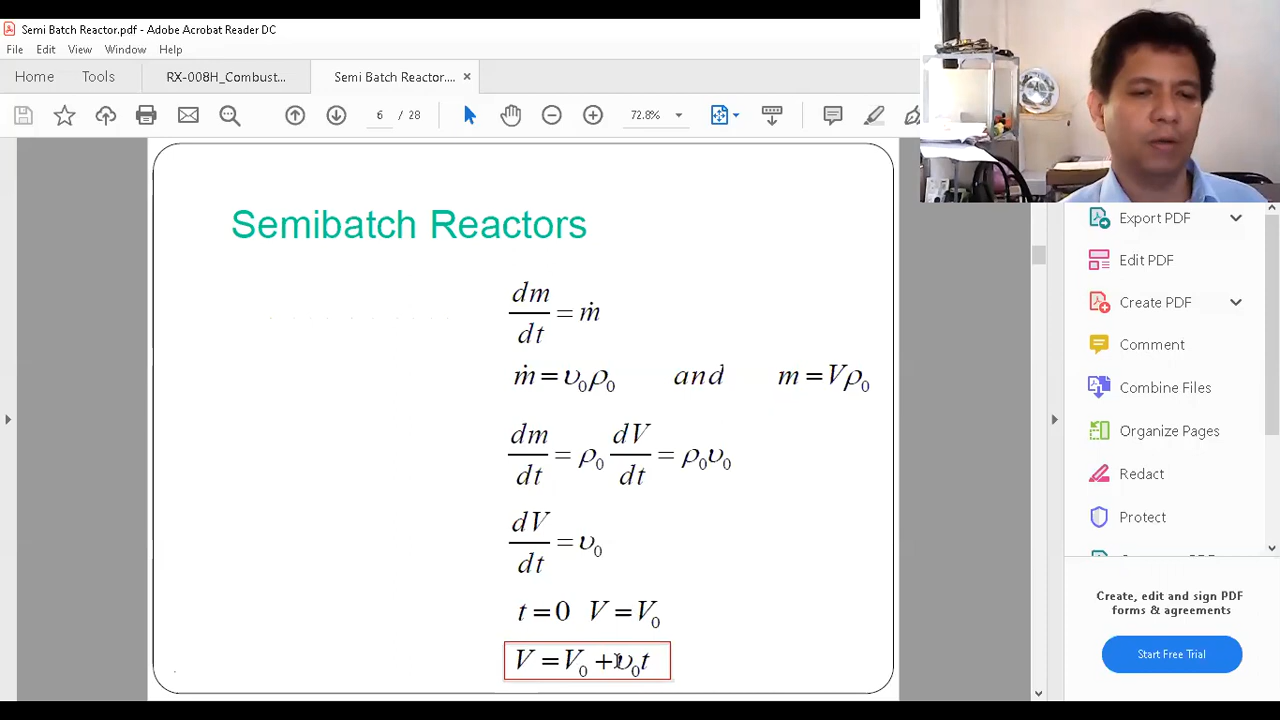 Semi Batch Reactor.pdf - Adobe Acrobat Reader DC
File Edit View Window Help
Home Tools RX-008H_Combust... Semi Batch Reactor.... ×
6 / 28 72.8%
Semibatch Reactors
dm/dt = ṁ
ṁ = υ₀ρ₀ and m = Vρ₀
dm/dt = ρ₀ dV/dt = ρ₀υ₀
dV/dt = υ₀
t = 0 V = V₀
V = V₀ + υ₀t
Export PDF
Edit PDF
Create PDF
Comment
Combine Files
Organize Pages
Redact
Protect
Create, edit and sign PDF
forms & agreements
Start Free Trial